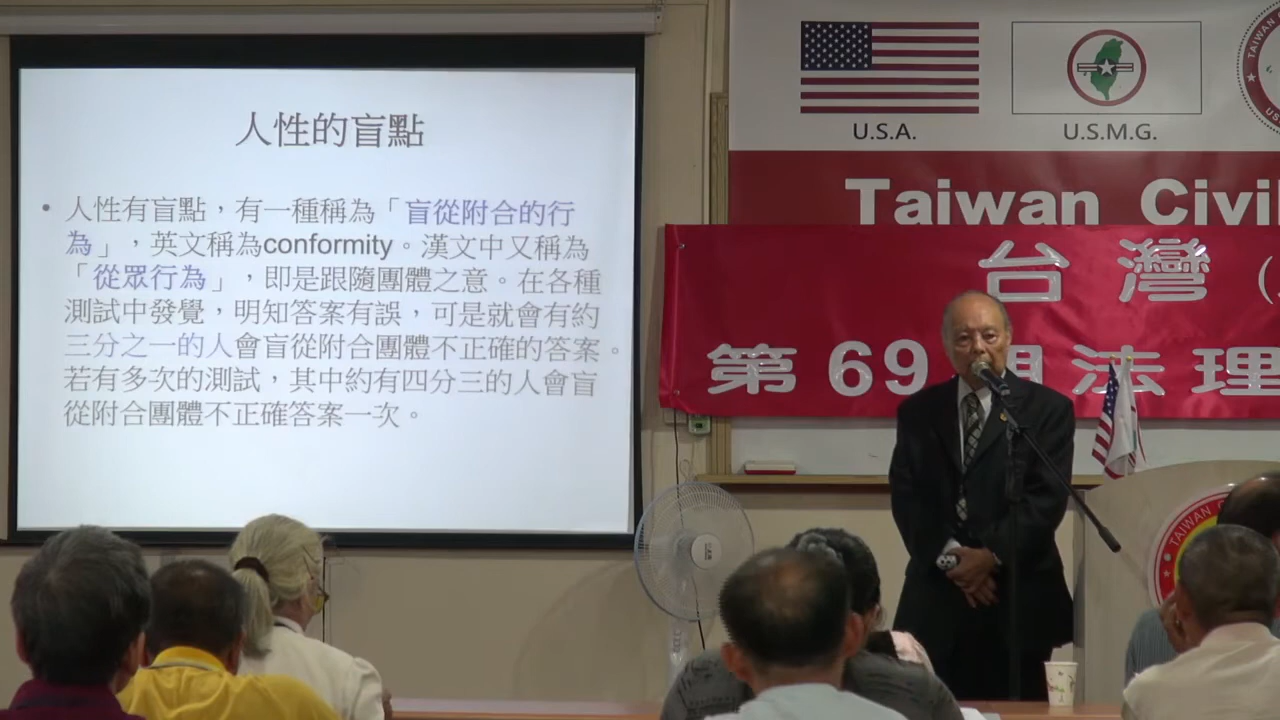 人性的盲點
• 人性有盲點，有一種稱為「盲從附合的行
為」，英文稱為conformity。漢文中又稱為
「從眾行為」，即是跟隨團體之意。在各種
測試中發覺，明知答案有誤，可是就會有約
三分之一的人會盲從附合團體不正確的答案。
若有多次的測試，其中約有四分三的人會盲
從附合團體不正確答案一次。
U.S.A.
U.S.M.G.
Taiwan Civil
台灣（
第69期法理
TAIWAN